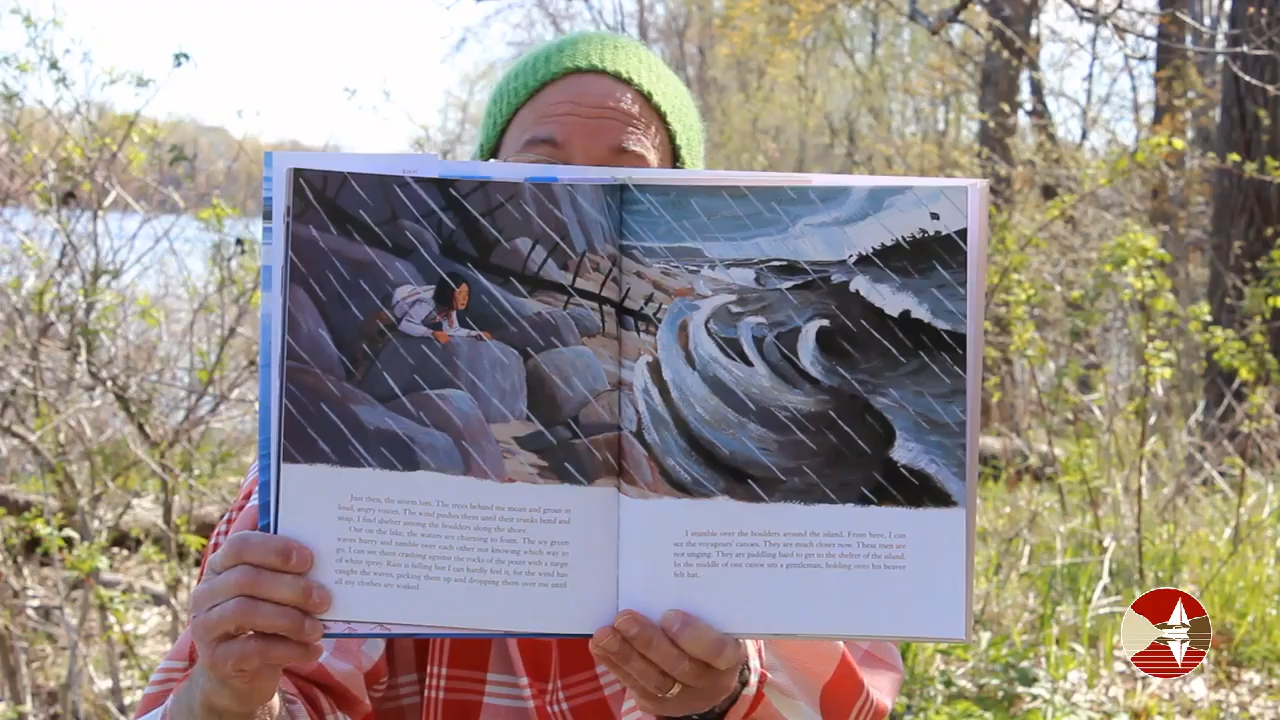 Just then, the storm hits. The trees behind me moan and groan in
loud, angry voices. The wind pushes them until their trunks bend and
snap. I find shelter among the boulders along the shore.
Out on the lake, the waters are churning to foam. The icy green
waves hurry and tumble over each other not knowing which way to
go. I can see them crashing against the rocks of the point with a surge
of white spray. Rain is falling but I can hardly feel it, for the wind has
caught the waves, picking them up and dropping them over me until
all my clothes are soaked.
I stumble over the boulders around the island. From here, I can
see the voyageurs' canoes. They are much closer now. These men are
not singing. They are paddling hard to get to the shelter of the island.
In the middle of one canoe sits a gentleman, holding onto his beaver
felt hat.